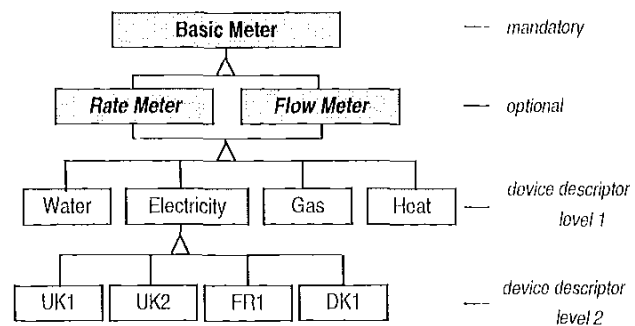 Basic Meter
mandatory
Rate Meter
Flow Meter
optional
Water
Electricity
Gas
Heat
device descriptor
level 1
UK1
UK2
FR1
DK1
device descriptor
level 2